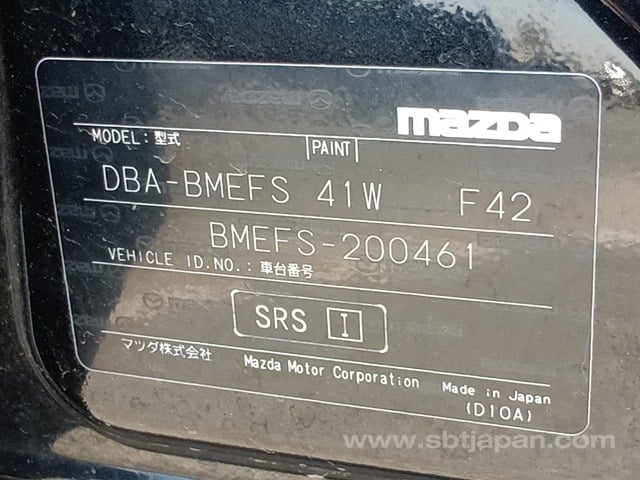 mazda
MODEL: 型式 PAINT
DBA-BMEFS 41W F42
BMEFS-200461
VEHICLE ID.NO.: 車台番号
SRS I
マツダ株式会社 Mazda Motor Corporation Made in Japan
(D10A)
www.sbtjapan.com